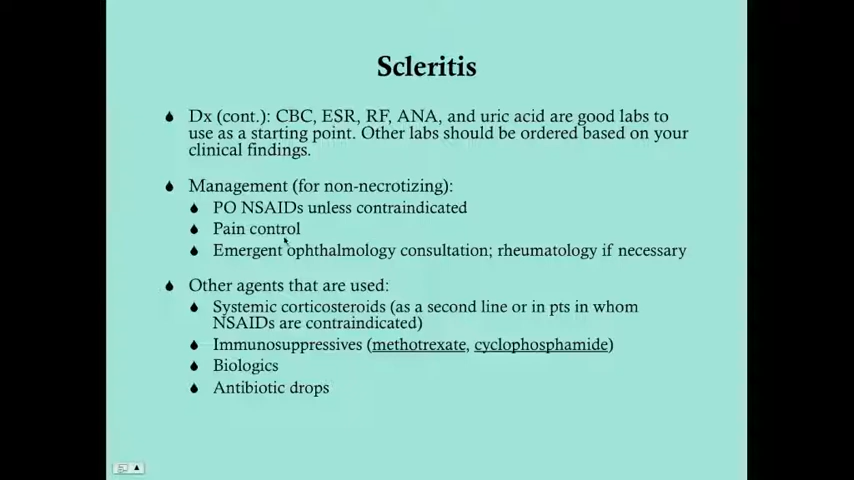 Scleritis
Dx (cont.): CBC, ESR, RF, ANA, and uric acid are good labs to
use as a starting point. Other labs should be ordered based on your
clinical findings.
Management (for non-necrotizing):
PO NSAIDs unless contraindicated
Pain control
Emergent ophthalmology consultation; rheumatology if necessary
Other agents that are used:
Systemic corticosteroids (as a second line or in pts in whom
NSAIDs are contraindicated)
Immunosuppressives (methotrexate, cyclophosphamide)
Biologics
Antibiotic drops